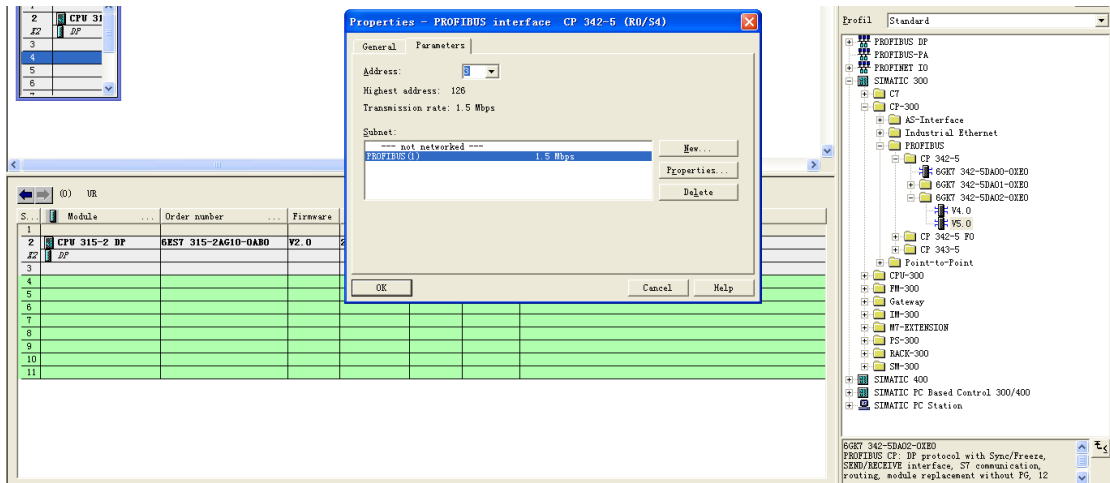 2 CPU 31
X2 DP
3
4
5
6
(0) UR
S... Module ... Order number ... Firmware
1
2 CPU 315-2 DP 6ES7 315-2AG10-0AB0 V2.0 2
X2 DP
3
4
5
6
7
8
9
10
11
Properties - PROFIBUS interface CP 342-5 (R0/S4)
General Parameters
Address: 3
Highest address: 126
Transmission rate: 1.5 Mbps
Subnet:
--- not networked ---
PROFIBUS(1) 1.5 Mbps
New...
Properties...
Delete
OK Cancel Help
Profil Standard
PROFIBUS DP
PROFIBUS-PA
PROFINET IO
SIMATIC 300
C7
CP-300
AS-Interface
Industrial Ethernet
PROFIBUS
CP 342-5
6GK7 342-5DA00-0XE0
6GK7 342-5DA01-0XE0
6GK7 342-5DA02-0XE0
V4.0
V5.0
CP 342-5 FO
CP 343-5
Point-to-Point
CPU-300
FM-300
Gateway
IM-300
M7-EXTENSION
PS-300
RACK-300
SM-300
SIMATIC 400
SIMATIC PC Based Control 300/400
SIMATIC PC Station
6GK7 342-5DA02-0XE0
PROFIBUS CP: DP protocol with Sync/Freeze,
SEND/RECEIVE interface, S7 communication,
routing, module replacement without PG, 12